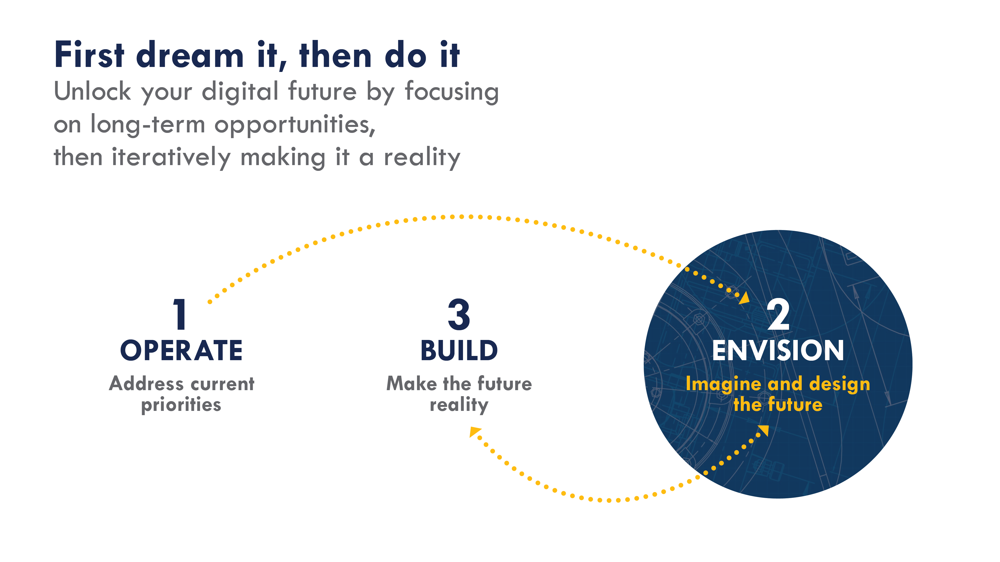 First dream it, then do it
Unlock your digital future by focusing
on long-term opportunities,
then iteratively making it a reality
1
OPERATE
Address current
priorities
3
BUILD
Make the future
reality
2
ENVISION
Imagine and design
the future